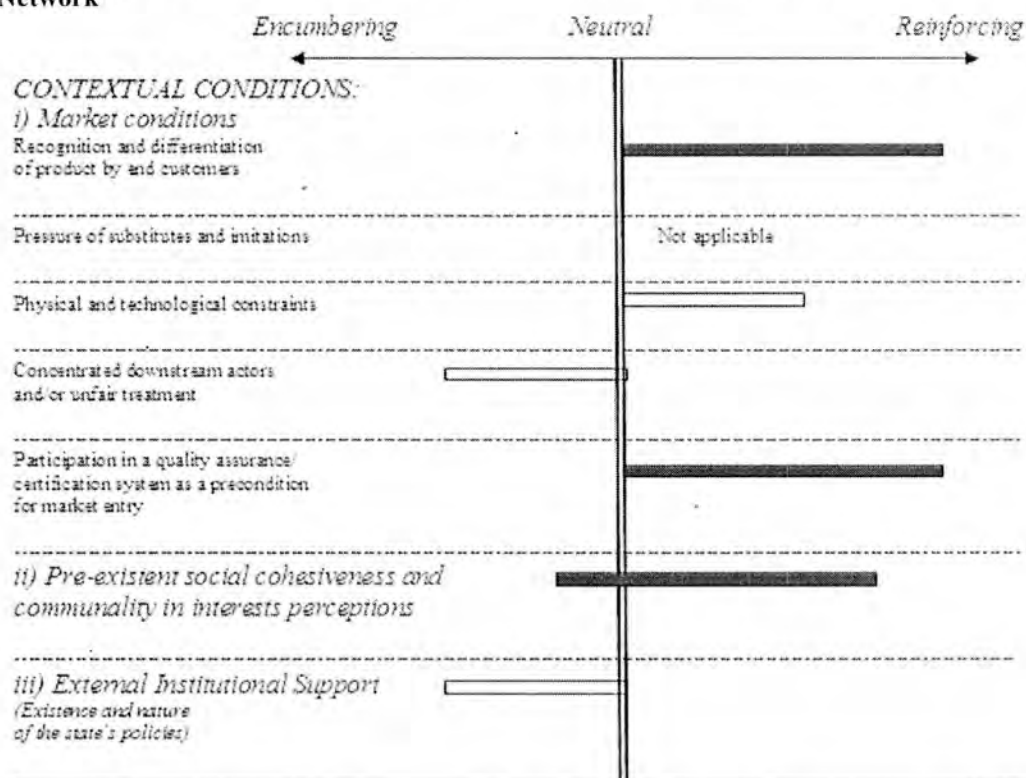 Network
Encumbering Neutral Reinforcing
CONTEXTUAL CONDITIONS:
i) Market conditions
Recognition and differentiation
of product by end customers
Pressure of substitutes and imitations Not applicable
Physical and technological constraints
Concentrated downstream actors
and/or unfair treatment
Participation in a quality assurance/
certification system as a precondition
for market entry
ii) Pre-existent social cohesiveness and
communality in interests perceptions
iii) External Institutional Support
(Existence and nature
of the state's policies)